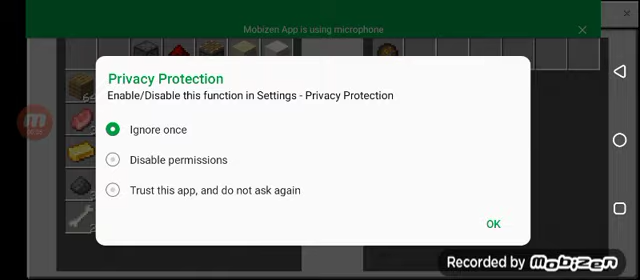 Mobizen App is using microphone
Privacy Protection
Enable/Disable this function in Settings - Privacy Protection
Ignore once
Disable permissions
Trust this app, and do not ask again
OK
Recorded by Mobizen